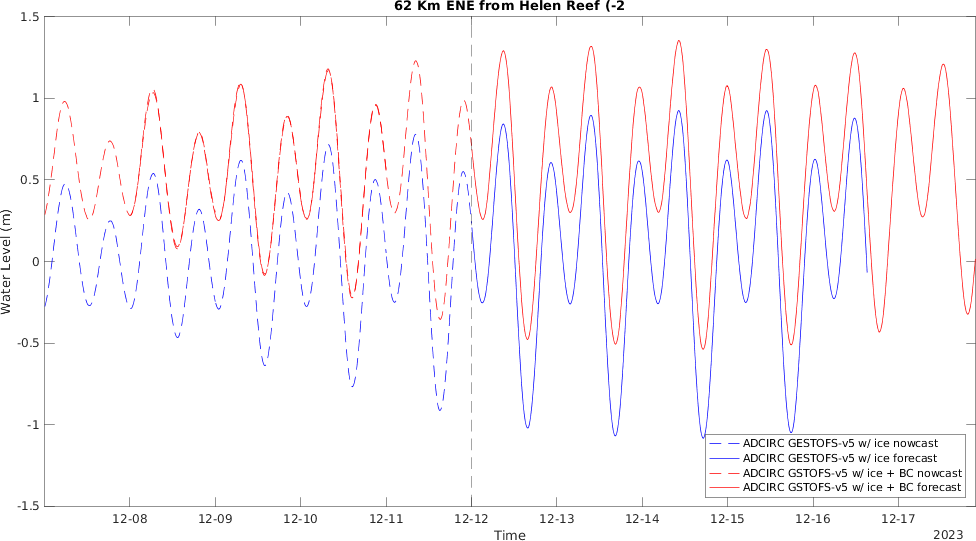 62 Km ENE from Helen Reef (-2
Water Level (m)
1.5
1
0.5
0
-0.5
-1
-1.5
ADCIRC GESTOFS-v5 w/ ice nowcast
ADCIRC GESTOFS-v5 w/ ice forecast
ADCIRC GSTOFS-v5 w/ ice + BC nowcast
ADCIRC GSTOFS-v5 w/ ice + BC forecast
12-08 12-09 12-10 12-11 12-12 12-13 12-14 12-15 12-16 12-17
Time
2023